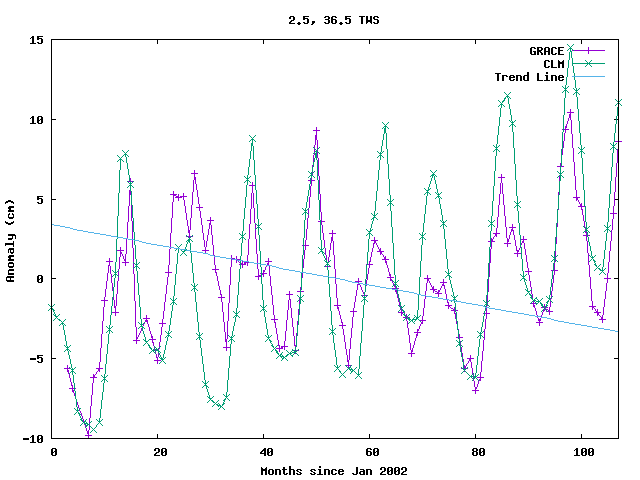 2.5, 36.5 TWS
GRACE
CLM
Trend Line
15
10
5
0
-5
-10
Anomaly (cm)
0 20 40 60 80 100
Months since Jan 2002